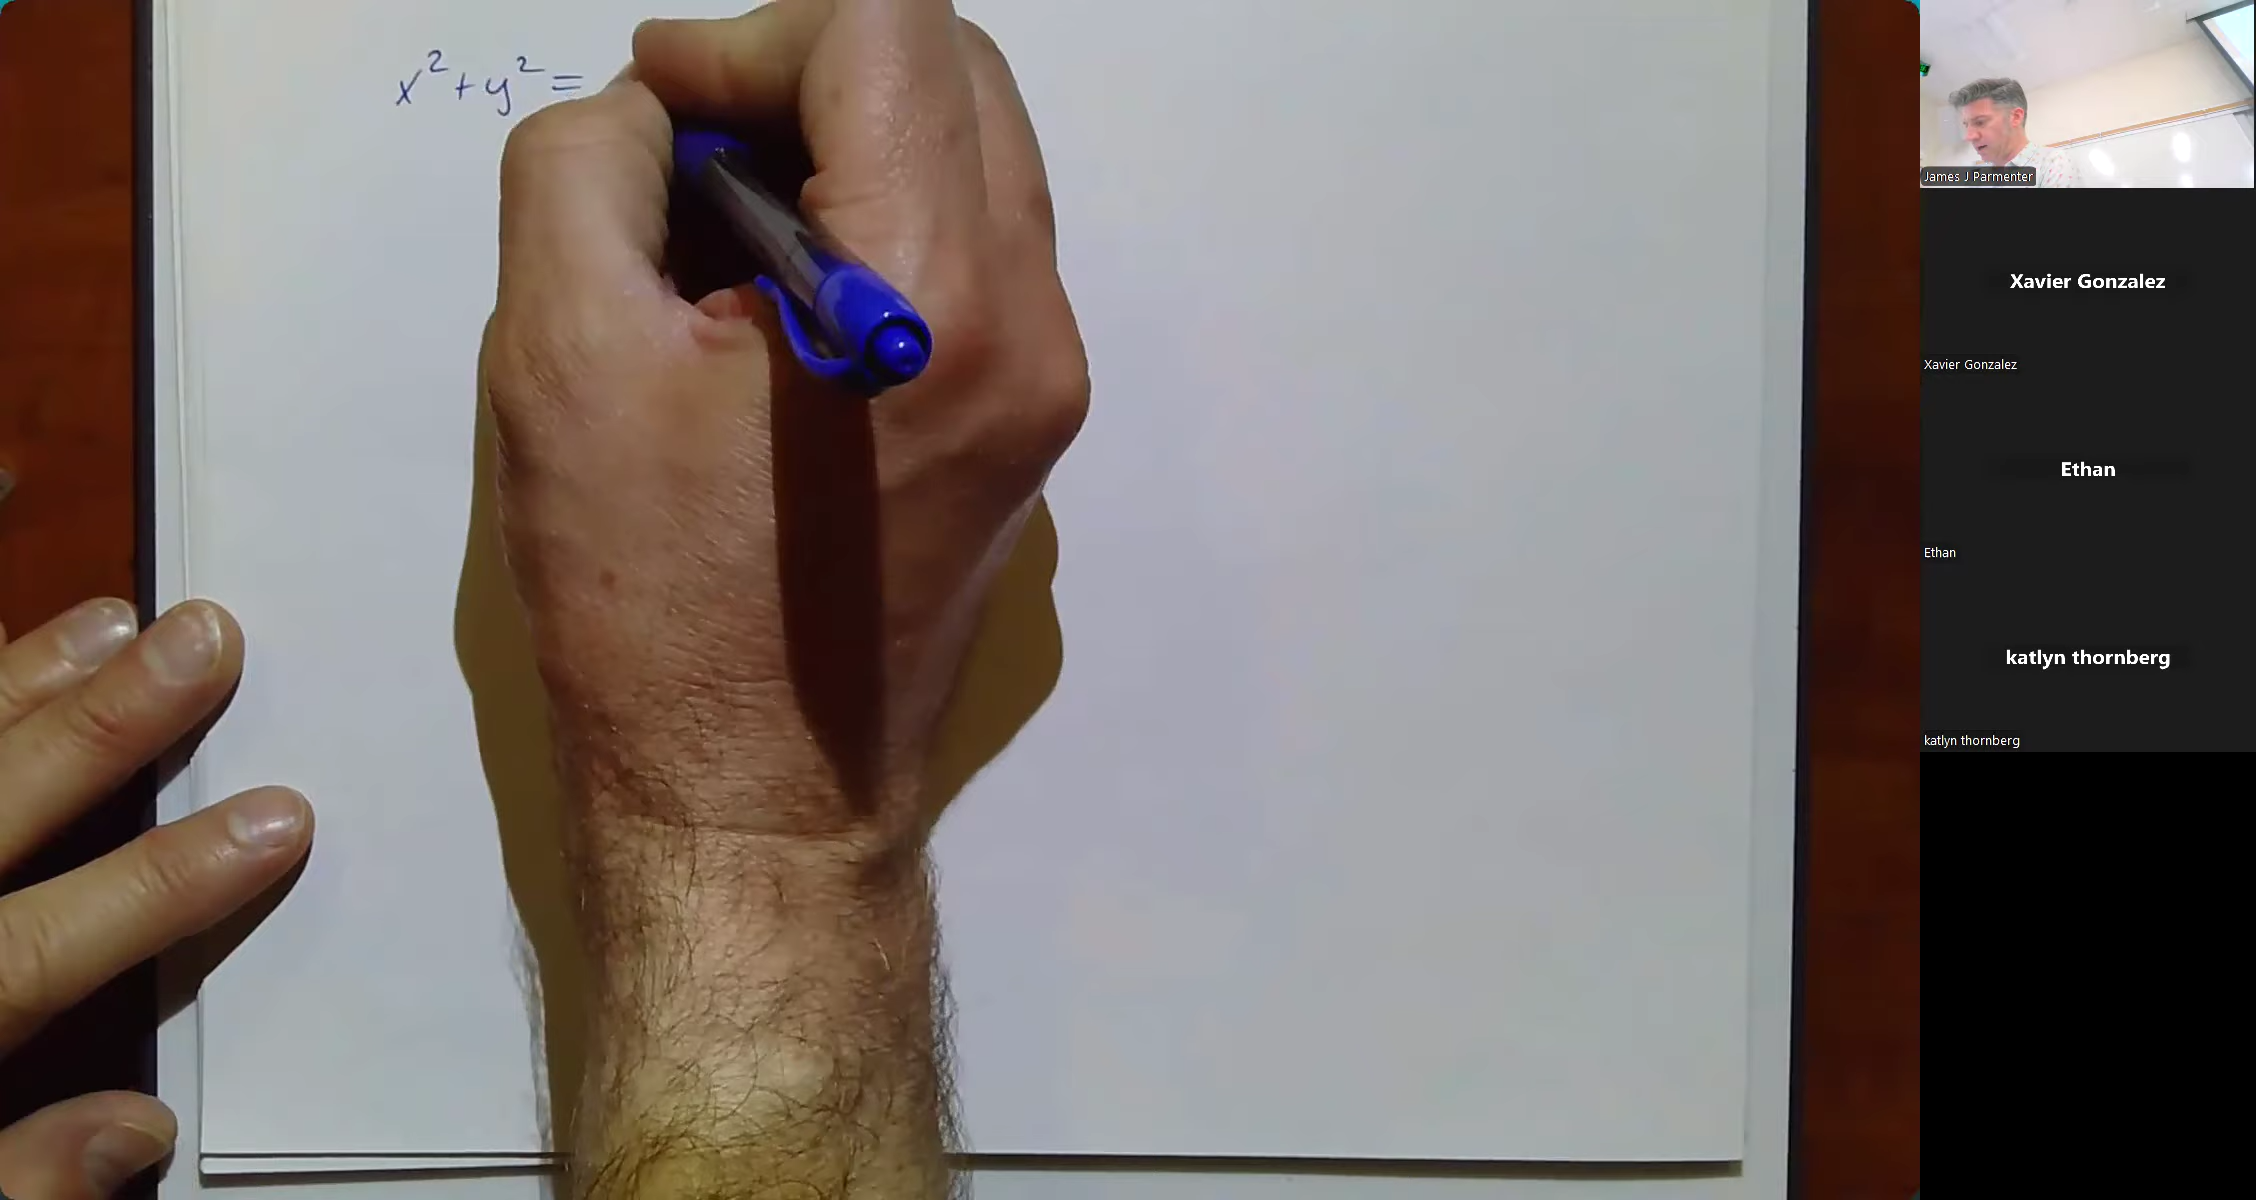 x² + y² =
James J Parmenter
Xavier Gonzalez
Xavier Gonzalez
Ethan
Ethan
katlyn thornberg
katlyn thornberg